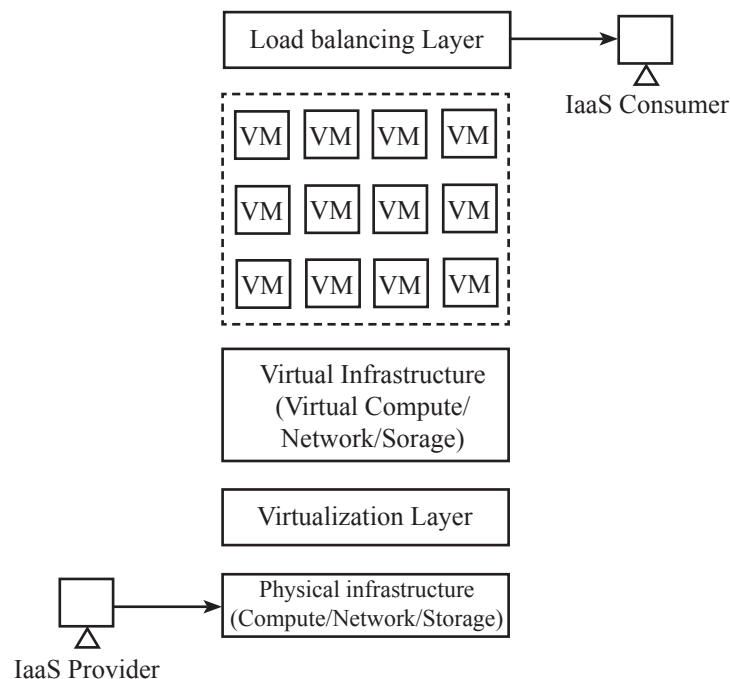 Load balancing Layer
IaaS Consumer
VM VM VM VM
VM VM VM VM
VM VM VM VM
Virtual Infrastructure
(Virtual Compute/
Network/Sorage)
Virtualization Layer
Physical infrastructure
(Compute/Network/Storage)
IaaS Provider